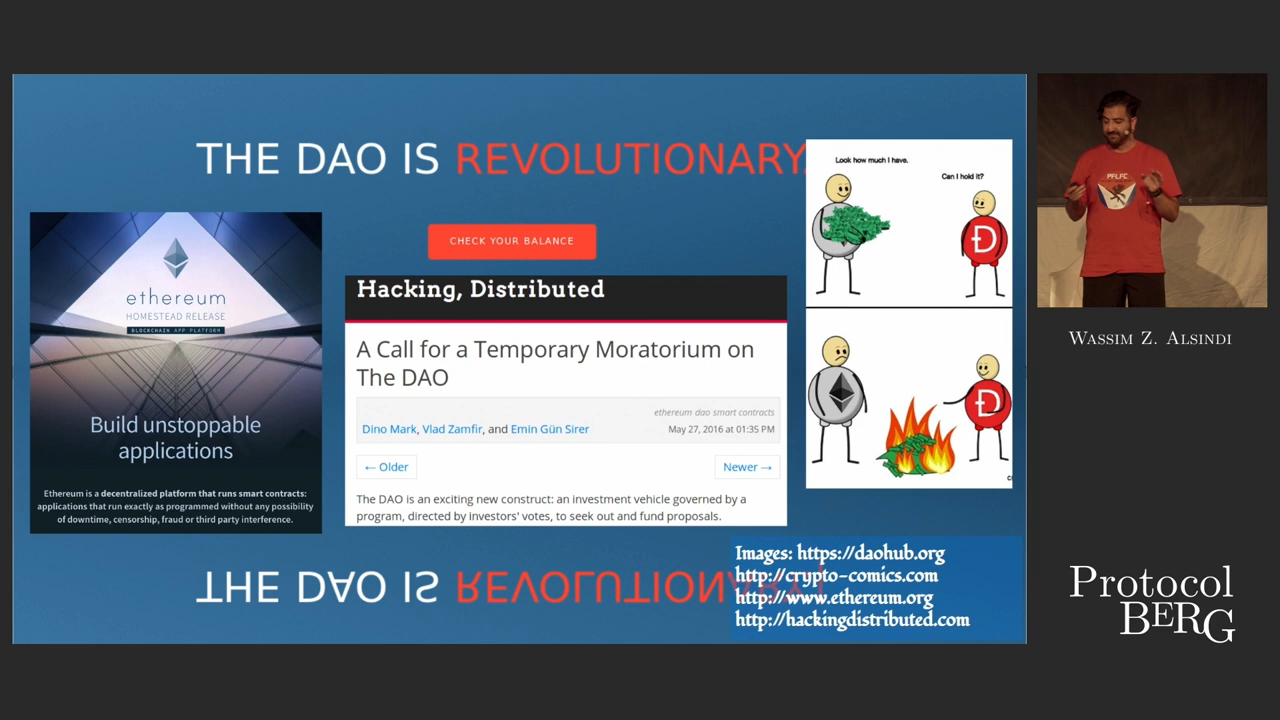 THE DAO IS REVOLUTIONARY
Look how much I have.
Can I hold it?
CHECK YOUR BALANCE
ethereum
HOMESTEAD RELEASE
BLOCKCHAIN APP PLATFORM
Build unstoppable
applications
Ethereum is a decentralized platform that runs smart contracts:
applications that run exactly as programmed without any possibility
of downtime, censorship, fraud or third party interference.
Hacking, Distributed
A Call for a Temporary Moratorium on
The DAO
ethereum dao smart contracts
Dino Mark, Vlad Zamfir, and Emin Gün Sirer
May 27, 2016 at 01:35 PM
← Older
Newer →
The DAO is an exciting new construct: an investment vehicle governed by a
program, directed by investors' votes, to seek out and fund proposals.
Ð
Ð
THE DAO IS REVOLUTIONARY
Images: https://daohub.org
http://crypto-comics.com
http://www.ethereum.org
http://hackingdistributed.com
PFLFC
Wassim Z. Alsindi
Protocol
BERG